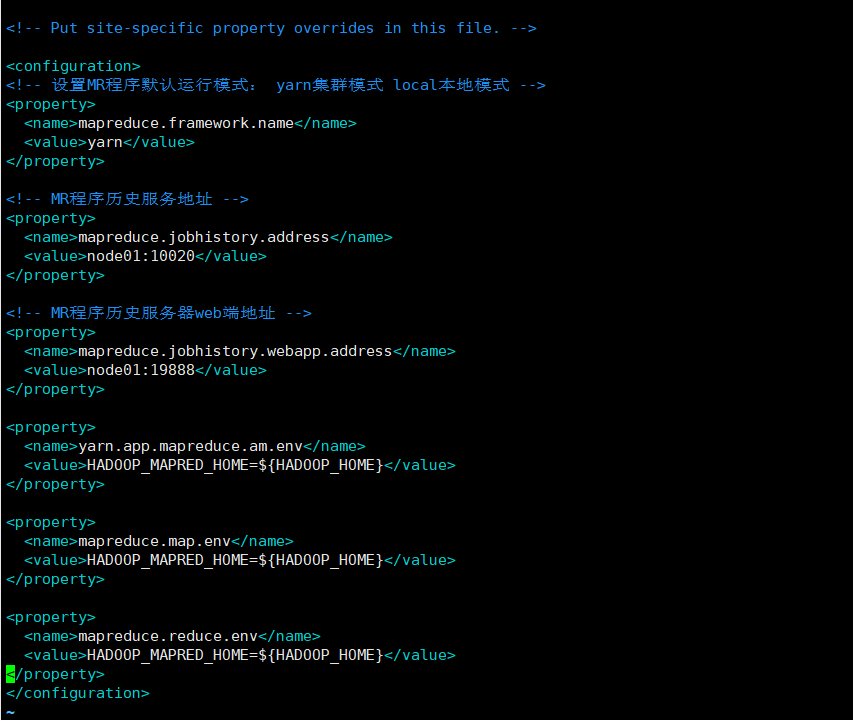 <!-- Put site-specific property overrides in this file. -->
<configuration>
<!-- 设置MR程序默认运行模式： yarn集群模式 local本地模式 -->
<property>
  <name>mapreduce.framework.name</name>
  <value>yarn</value>
</property>
<!-- MR程序历史服务地址 -->
<property>
  <name>mapreduce.jobhistory.address</name>
  <value>node01:10020</value>
</property>
<!-- MR程序历史服务器web端地址 -->
<property>
  <name>mapreduce.jobhistory.webapp.address</name>
  <value>node01:19888</value>
</property>
<property>
  <name>yarn.app.mapreduce.am.env</name>
  <value>HADOOP_MAPRED_HOME=${HADOOP_HOME}</value>
</property>
<property>
  <name>mapreduce.map.env</name>
  <value>HADOOP_MAPRED_HOME=${HADOOP_HOME}</value>
</property>
<property>
  <name>mapreduce.reduce.env</name>
  <value>HADOOP_MAPRED_HOME=${HADOOP_HOME}</value>
</property>
</configuration>
~